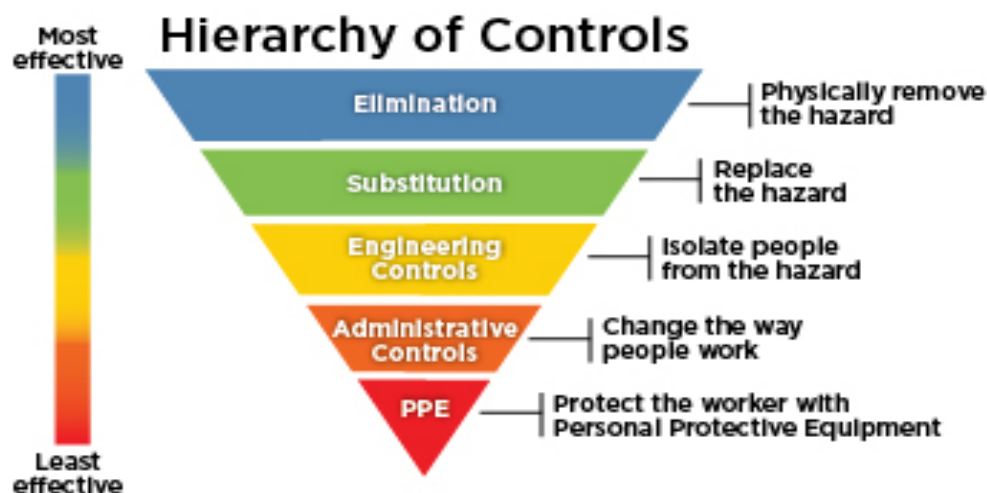 Hierarchy of Controls
Most
effective
Elimination
Physically remove
the hazard
Substitution
Replace
the hazard
Engineering
Controls
Isolate people
from the hazard
Administrative
Controls
Change the way
people work
PPE
Protect the worker with
Personal Protective Equipment
Least
effective